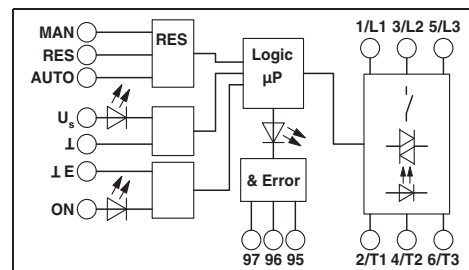 MAN
RES
AUTO
RES
Us
⊥
⊥ E
ON
Logic
μP
& Error
97 96 95
1/L1 3/L2 5/L3
2/T1 4/T2 6/T3